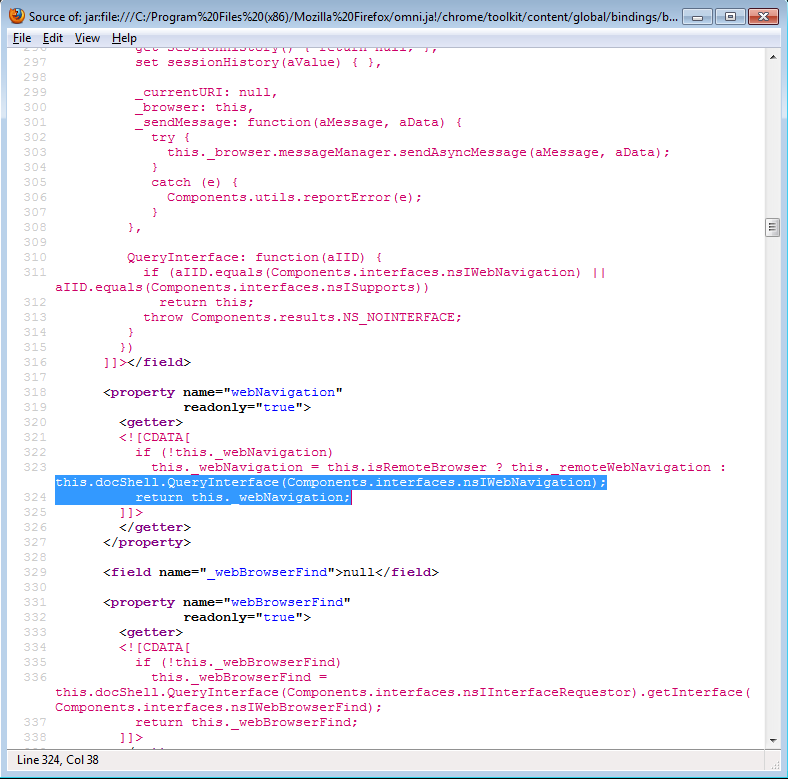 Source of: jar:file:///C:/Program%20Files%20(x86)/Mozilla%20Firefox/omni.ja!/chrome/toolkit/content/global/bindings/b...
File Edit View Help
296 get sessionHistory() { return null; },
297 set sessionHistory(aValue) { },
298
299 _currentURI: null,
300 _browser: this,
301 _sendMessage: function(aMessage, aData) {
302 try {
303 this._browser.messageManager.sendAsyncMessage(aMessage, aData);
304 }
305 catch (e) {
306 Components.utils.reportError(e);
307 }
308 },
309
310 QueryInterface: function(aIID) {
311 if (aIID.equals(Components.interfaces.nsIWebNavigation) ||
aIID.equals(Components.interfaces.nsISupports))
312 return this;
313 throw Components.results.NS_NOINTERFACE;
314 }
315 })
316 ]]></field>
317
318 <property name="webNavigation"
319 readonly="true">
320 <getter>
321 <![CDATA[
322 if (!this._webNavigation)
323 this._webNavigation = this.isRemoteBrowser ? this._remoteWebNavigation :
this.docShell.QueryInterface(Components.interfaces.nsIWebNavigation);
324 return this._webNavigation;
325 ]]>
326 </getter>
327 </property>
328
329 <field name="_webBrowserFind">null</field>
330
331 <property name="webBrowserFind"
332 readonly="true">
333 <getter>
334 <![CDATA[
335 if (!this._webBrowserFind)
336 this._webBrowserFind =
this.docShell.QueryInterface(Components.interfaces.nsIInterfaceRequestor).getInterface(
Components.interfaces.nsIWebBrowserFind);
337 return this._webBrowserFind;
338 ]]>
Line 324, Col 38